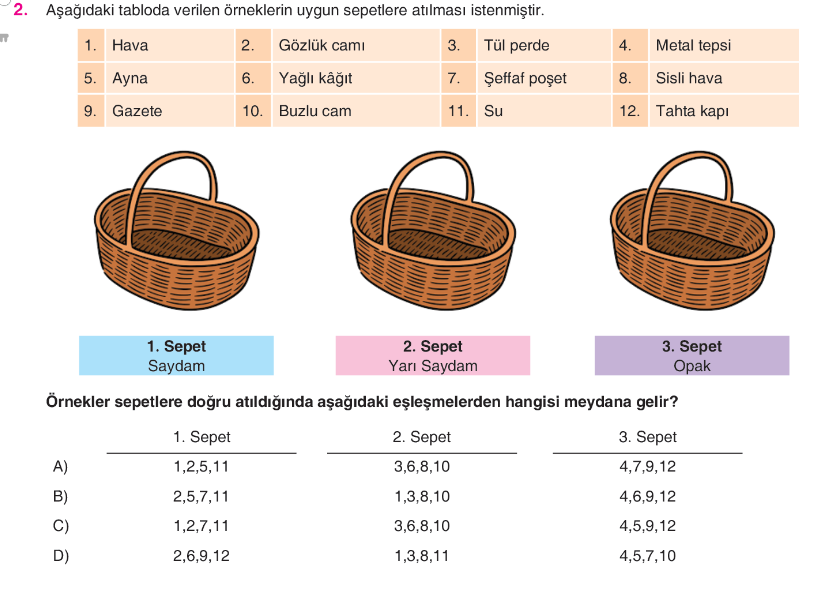 2. Aşağıdaki tabloda verilen örneklerin uygun sepetlere atılması istenmiştir.
1. Hava 2. Gözlük camı 3. Tül perde 4. Metal tepsi
5. Ayna 6. Yağlı kâğıt 7. Şeffaf poşet 8. Sisli hava
9. Gazete 10. Buzlu cam 11. Su 12. Tahta kapı
1. Sepet 2. Sepet 3. Sepet
Saydam Yarı Saydam Opak
Örnekler sepetlere doğru atıldığında aşağıdaki eşleşmelerden hangisi meydana gelir?
1. Sepet 2. Sepet 3. Sepet
A) 1,2,5,11 3,6,8,10 4,7,9,12
B) 2,5,7,11 1,3,8,10 4,6,9,12
C) 1,2,7,11 3,6,8,10 4,5,9,12
D) 2,6,9,12 1,3,8,11 4,5,7,10